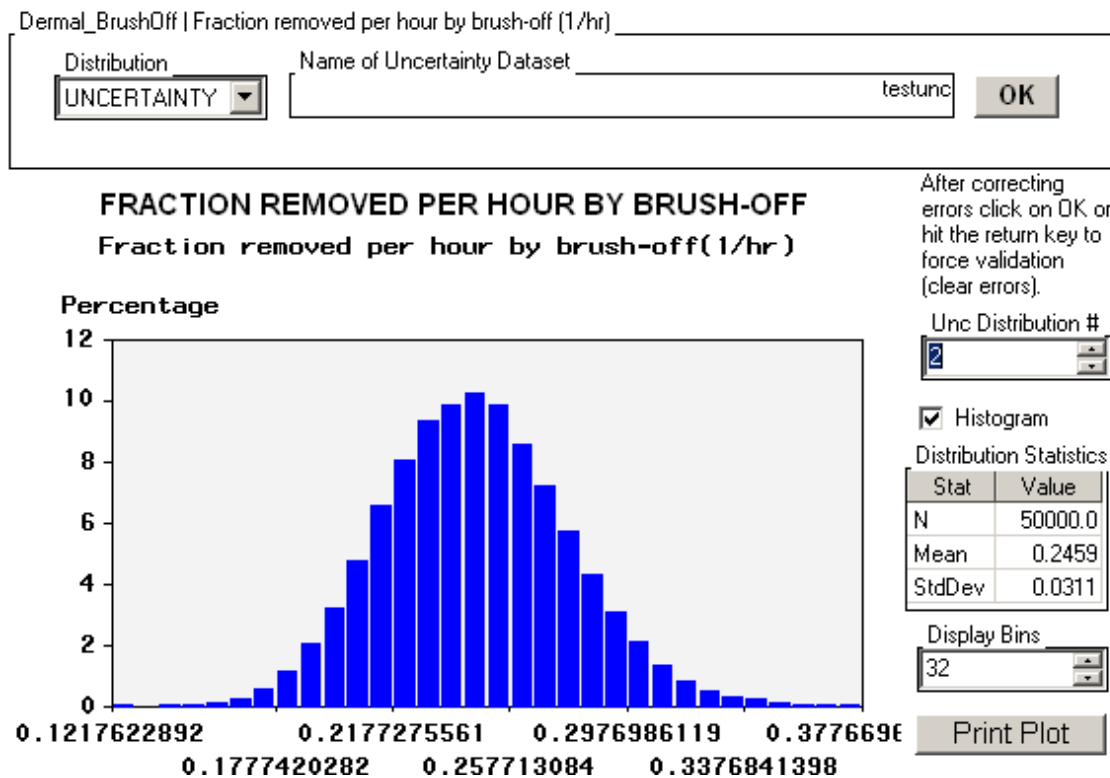 Dermal_BrushOff | Fraction removed per hour by brush-off (1/hr)
Distribution
Name of Uncertainty Dataset
UNCERTAINTY
testunc
OK
FRACTION REMOVED PER HOUR BY BRUSH-OFF
Fraction removed per hour by brush-off(1/hr)
After correcting
errors click on OK or
hit the return key to
force validation
(clear errors).
Unc Distribution #
2
Histogram
Distribution Statistics
Stat Value
N 50000.0
Mean 0.2459
StdDev 0.0311
Display Bins
32
Print Plot
Percentage
12
10
8
6
4
2
0
0.1217622892 0.2177275561 0.2976986119 0.3776696
0.1777420282 0.257713084 0.3376841398